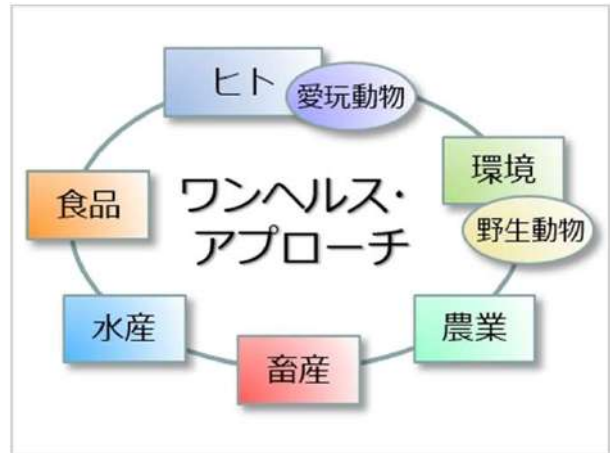 ヒト
愛玩動物
環境
野生動物
食品
ワンヘルス・
アプローチ
水産
農業
畜産